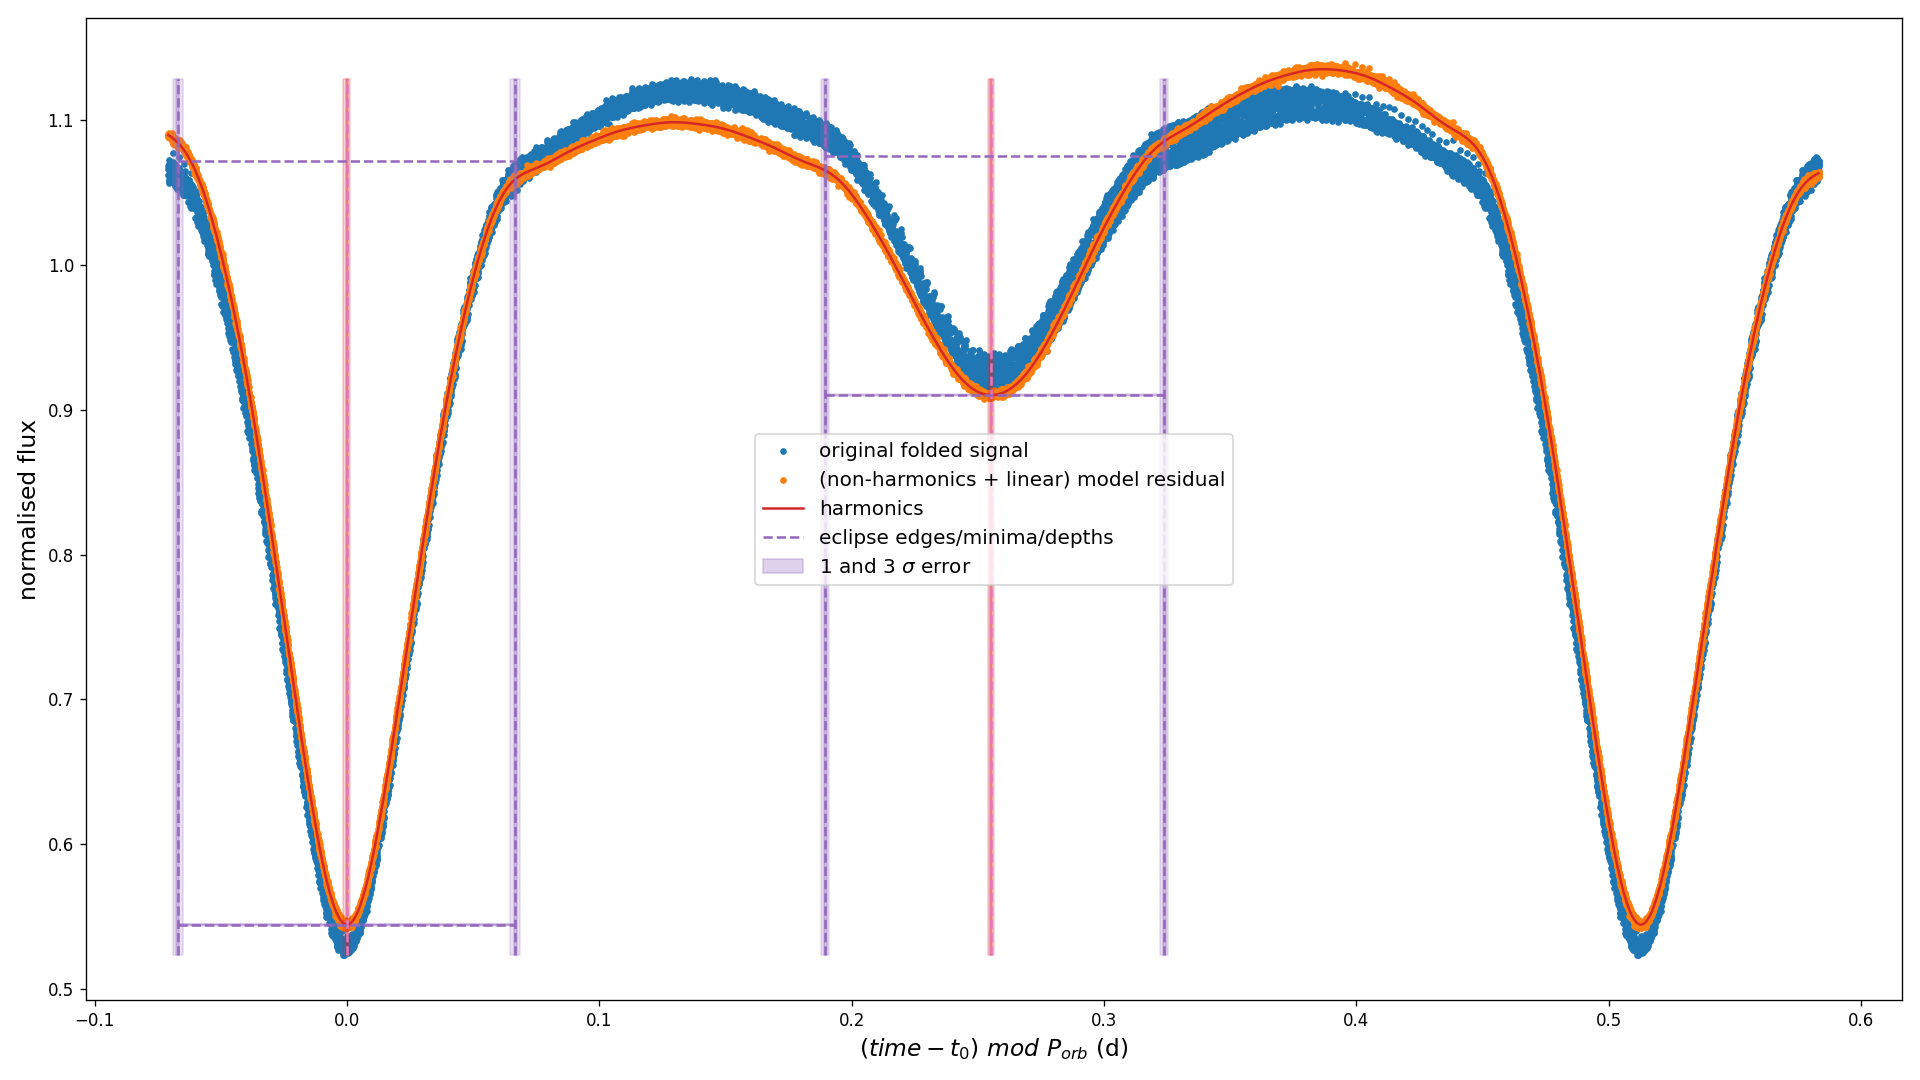 normalised flux
1.1
1.0
0.9
0.8
0.7
0.6
0.5
original folded signal
(non-harmonics + linear) model residual
harmonics
eclipse edges/minima/depths
1 and 3 σ error
−0.1 0.0 0.1 0.2 0.3 0.4 0.5 0.6
(time − t₀) mod P_orb (d)